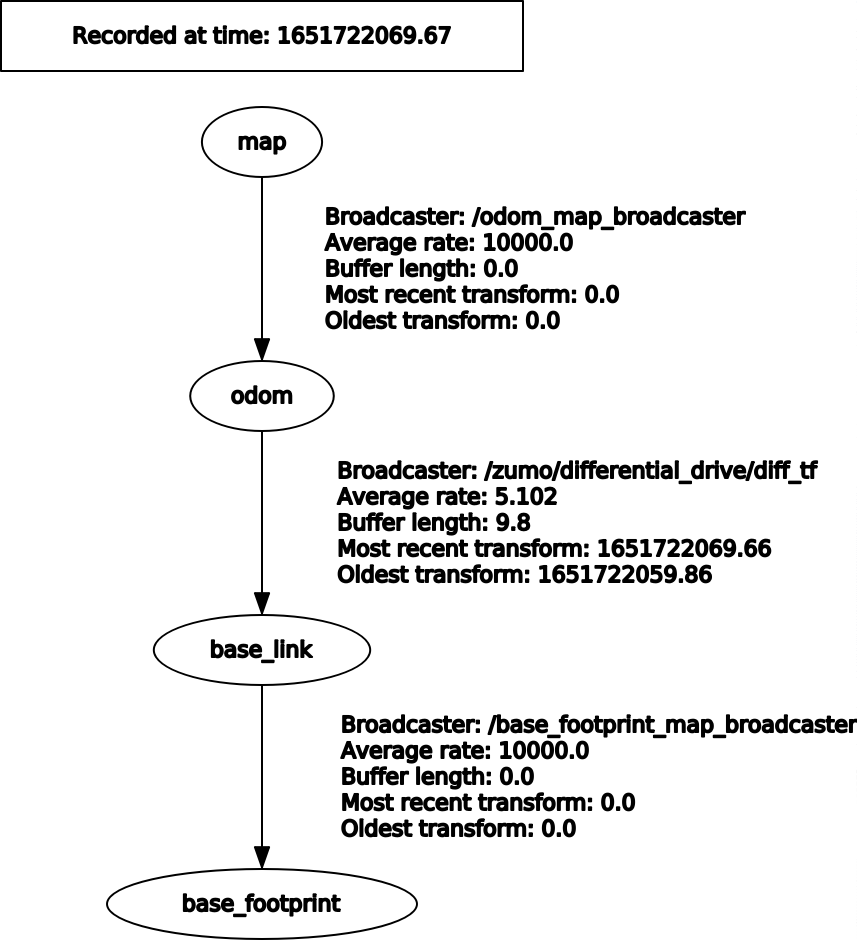 Recorded at time: 1651722069.67
map
Broadcaster: /odom_map_broadcaster
Average rate: 10000.0
Buffer length: 0.0
Most recent transform: 0.0
Oldest transform: 0.0
odom
Broadcaster: /zumo/differential_drive/diff_tf
Average rate: 5.102
Buffer length: 9.8
Most recent transform: 1651722069.66
Oldest transform: 1651722059.86
base_link
Broadcaster: /base_footprint_map_broadcaster
Average rate: 10000.0
Buffer length: 0.0
Most recent transform: 0.0
Oldest transform: 0.0
base_footprint